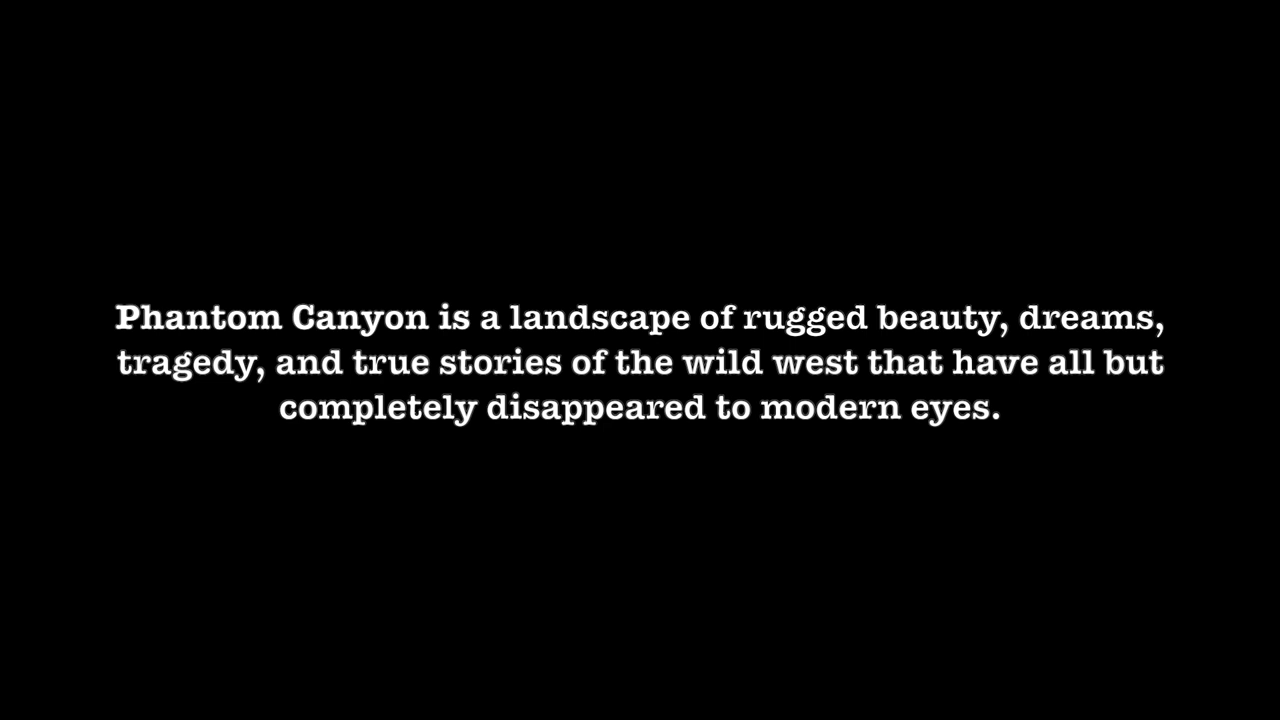 Phantom Canyon is a landscape of rugged beauty, dreams,
tragedy, and true stories of the wild west that have all but
completely disappeared to modern eyes.